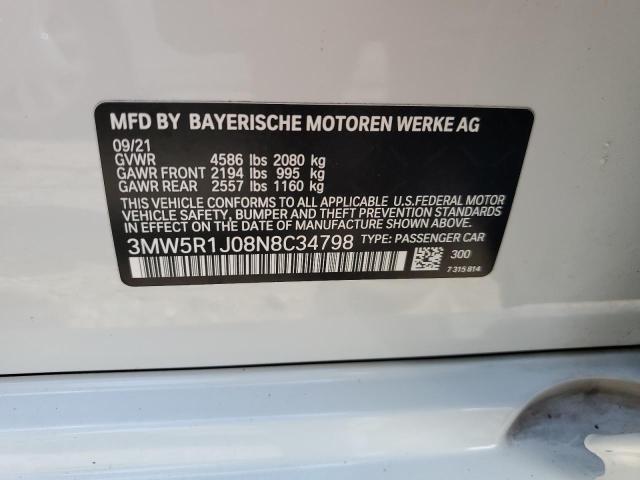 MFD BY BAYERISCHE MOTOREN WERKE AG
09/21
GVWR 4586 lbs 2080 kg
GAWR FRONT 2194 lbs 995 kg
GAWR REAR 2557 lbs 1160 kg
THIS VEHICLE CONFORMS TO ALL APPLICABLE U.S. FEDERAL MOTOR
VEHICLE SAFETY, BUMPER AND THEFT PREVENTION STANDARDS IN
EFFECT ON THE DATE OF MANUFACTURE SHOWN ABOVE.
3MW5R1J08N8C34798 TYPE: PASSENGER CAR
300
7 315 814